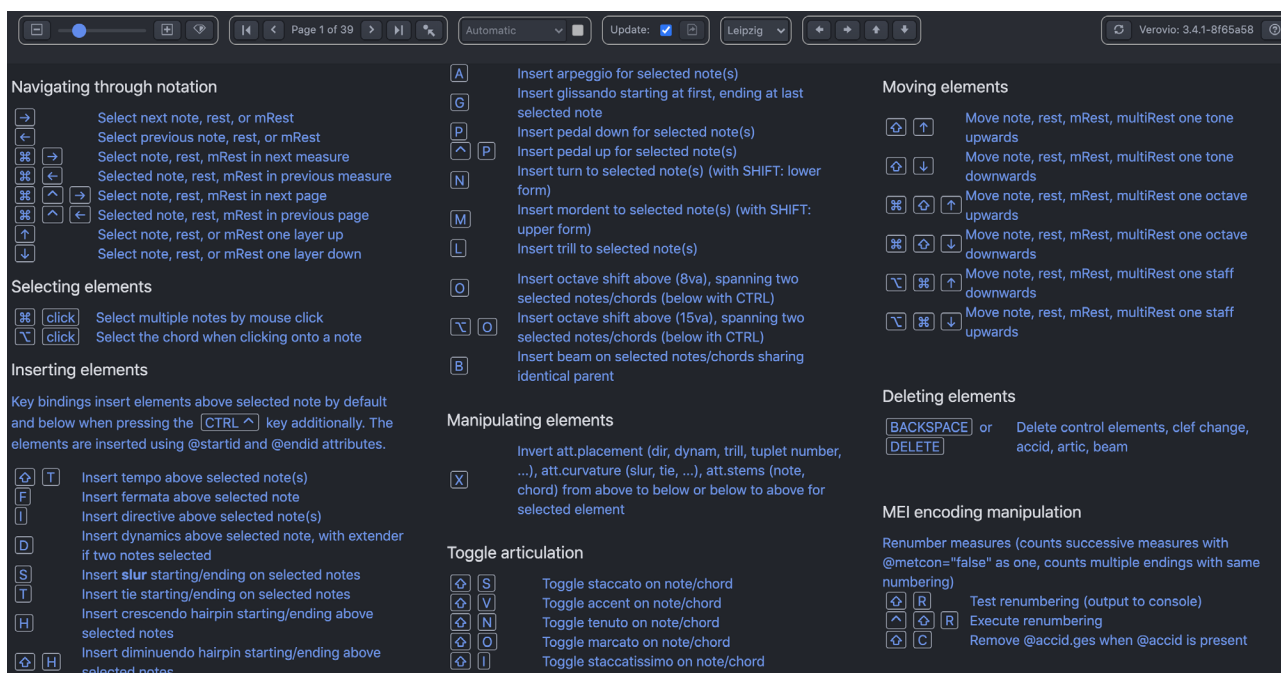 Page 1 of 39
Automatic
Update:
Leipzig
Verovio: 3.4.1-8f65a58
Navigating through notation
→ Select next note, rest, or mRest
← Select previous note, rest, or mRest
⌘ → Select note, rest, mRest in next measure
⌘ ← Selected note, rest, mRest in previous measure
⌘ ^ → Select note, rest, mRest in next page
⌘ ^ ← Selected note, rest, mRest in previous page
↑ Select note, rest, or mRest one layer up
↓ Select note, rest, or mRest one layer down
Selecting elements
⌘ click Select multiple notes by mouse click
⌥ click Select the chord when clicking onto a note
Inserting elements
Key bindings insert elements above selected note by default
and below when pressing the CTRL ^ key additionally. The
elements are inserted using @startid and @endid attributes.
⇧ T Insert tempo above selected note(s)
F Insert fermata above selected note
I Insert directive above selected note(s)
D Insert dynamics above selected note, with extender
if two notes selected
S Insert slur starting/ending on selected notes
T Insert tie starting/ending on selected notes
H Insert crescendo hairpin starting/ending above
selected notes
⇧ H Insert diminuendo hairpin starting/ending above
selected notes
A Insert arpeggio for selected note(s)
G Insert glissando starting at first, ending at last
selected note
P Insert pedal down for selected note(s)
^ P Insert pedal up for selected note(s)
N Insert turn to selected note(s) (with SHIFT: lower
form)
M Insert mordent to selected note(s) (with SHIFT:
upper form)
L Insert trill to selected note(s)
O Insert octave shift above (8va), spanning two
selected notes/chords (below with CTRL)
⌥ O Insert octave shift above (15va), spanning two
selected notes/chords (below ith CTRL)
B Insert beam on selected notes/chords sharing
identical parent
Manipulating elements
X Invert att.placement (dir, dynam, trill, tuplet number,
...), att.curvature (slur, tie, ...), att.stems (note,
chord) from above to below or below to above for
selected element
Toggle articulation
⇧ S Toggle staccato on note/chord
⇧ V Toggle accent on note/chord
⇧ N Toggle tenuto on note/chord
⇧ O Toggle marcato on note/chord
⇧ I Toggle staccatissimo on note/chord
Moving elements
⇧ ↑ Move note, rest, mRest, multiRest one tone
upwards
⇧ ↓ Move note, rest, mRest, multiRest one tone
downwards
⌘ ⇧ ↑ Move note, rest, mRest, multiRest one octave
upwards
⌘ ⇧ ↓ Move note, rest, mRest, multiRest one octave
downwards
⌥ ⌘ ↑ Move note, rest, mRest, multiRest one staff
downwards
⌥ ⌘ ↓ Move note, rest, mRest, multiRest one staff
upwards
Deleting elements
BACKSPACE or Delete control elements, clef change,
DELETE accid, artic, beam
MEI encoding manipulation
Renumber measures (counts successive measures with
@metcon="false" as one, counts multiple endings with same
numbering)
⇧ R Test renumbering (output to console)
^ ⇧ R Execute renumbering
⇧ C Remove @accid.ges when @accid is present